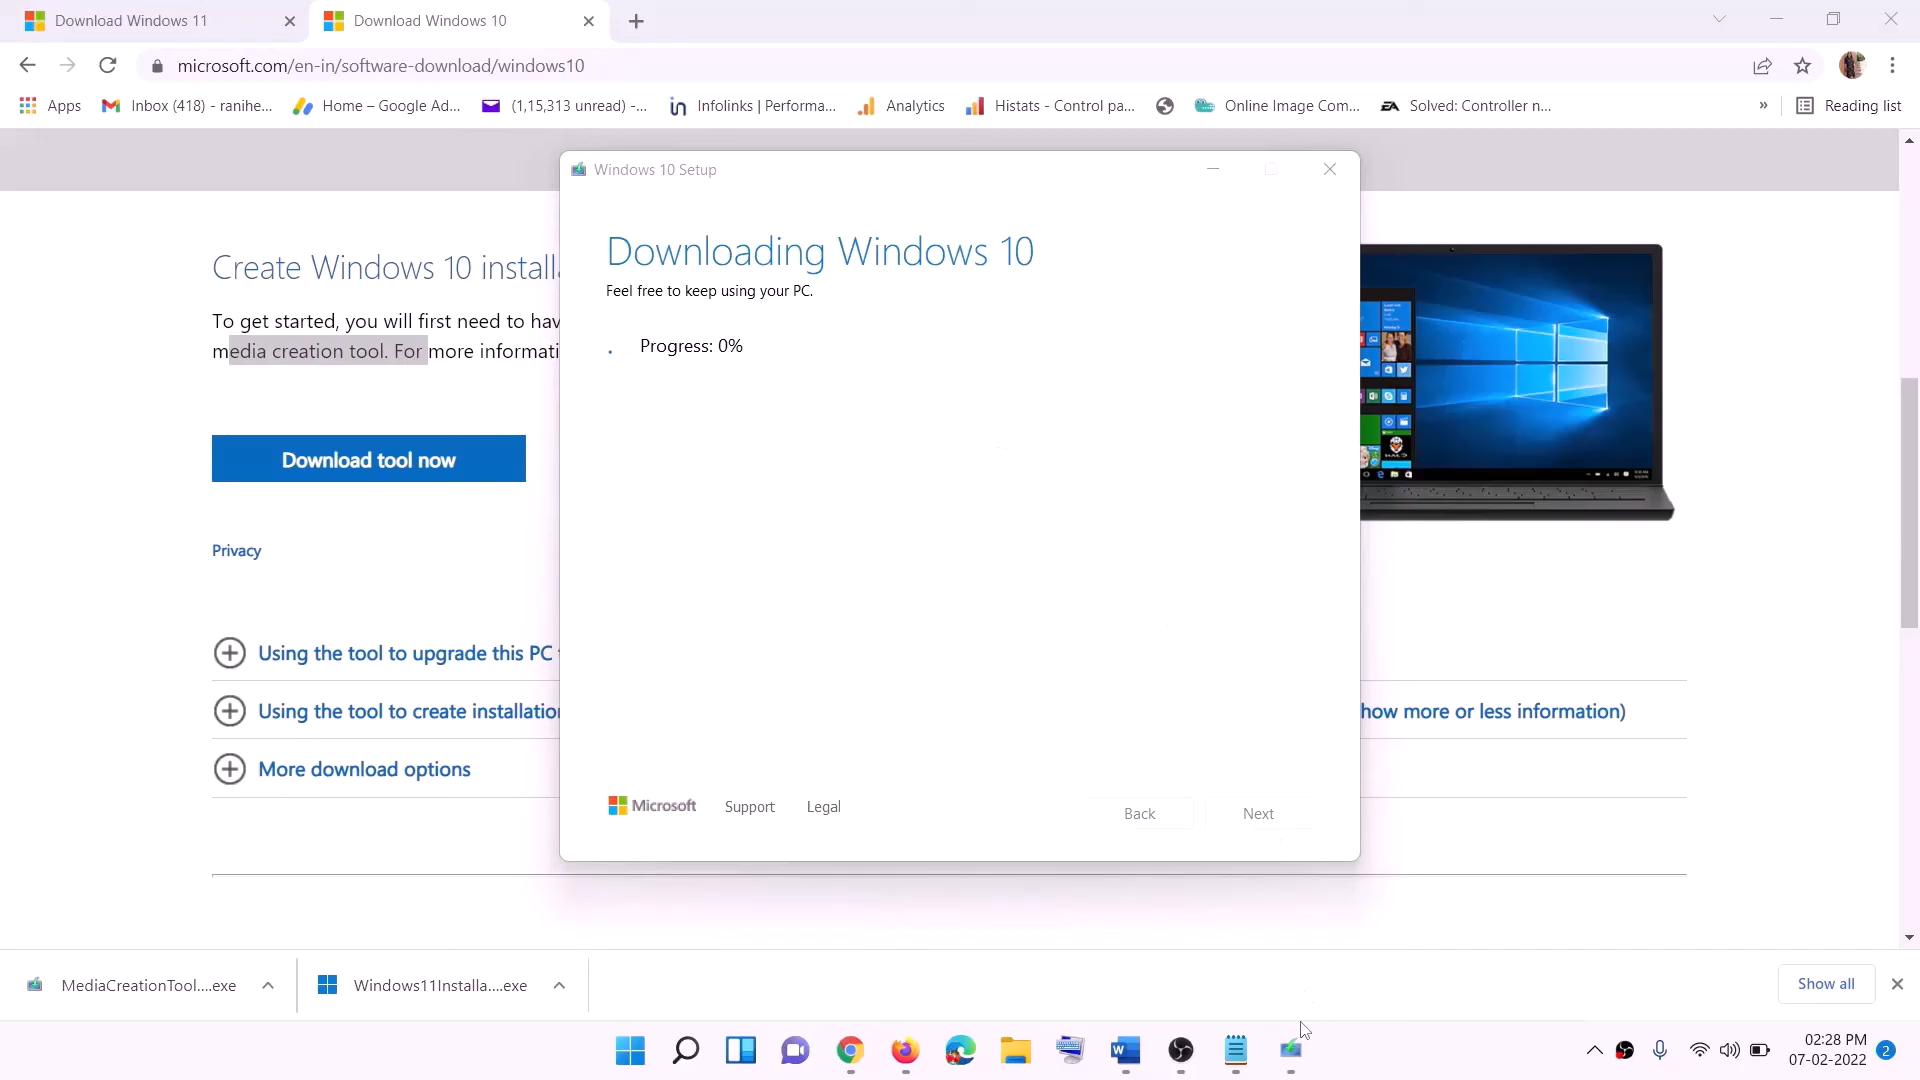 Download Windows 11
Download Windows 10
microsoft.com/en-in/software-download/windows10
Apps
Inbox (418) - ranihe...
Home – Google Ad...
(1,15,313 unread) -...
Infolinks | Performa...
Analytics
Histats - Control pa...
Online Image Com...
Solved: Controller n...
»
Reading list
Windows 10 Setup
Downloading Windows 10
Feel free to keep using your PC.
Progress: 0%
Create Windows 10 install
To get started, you will first need to hav
media creation tool. For more informati
Download tool now
Privacy
Using the tool to upgrade this PC
Using the tool to create installation
how more or less information)
More download options
Microsoft
Support
Legal
Back
Next
MediaCreationTool....exe
Windows11Installa....exe
Show all
02:28 PM
07-02-2022
2